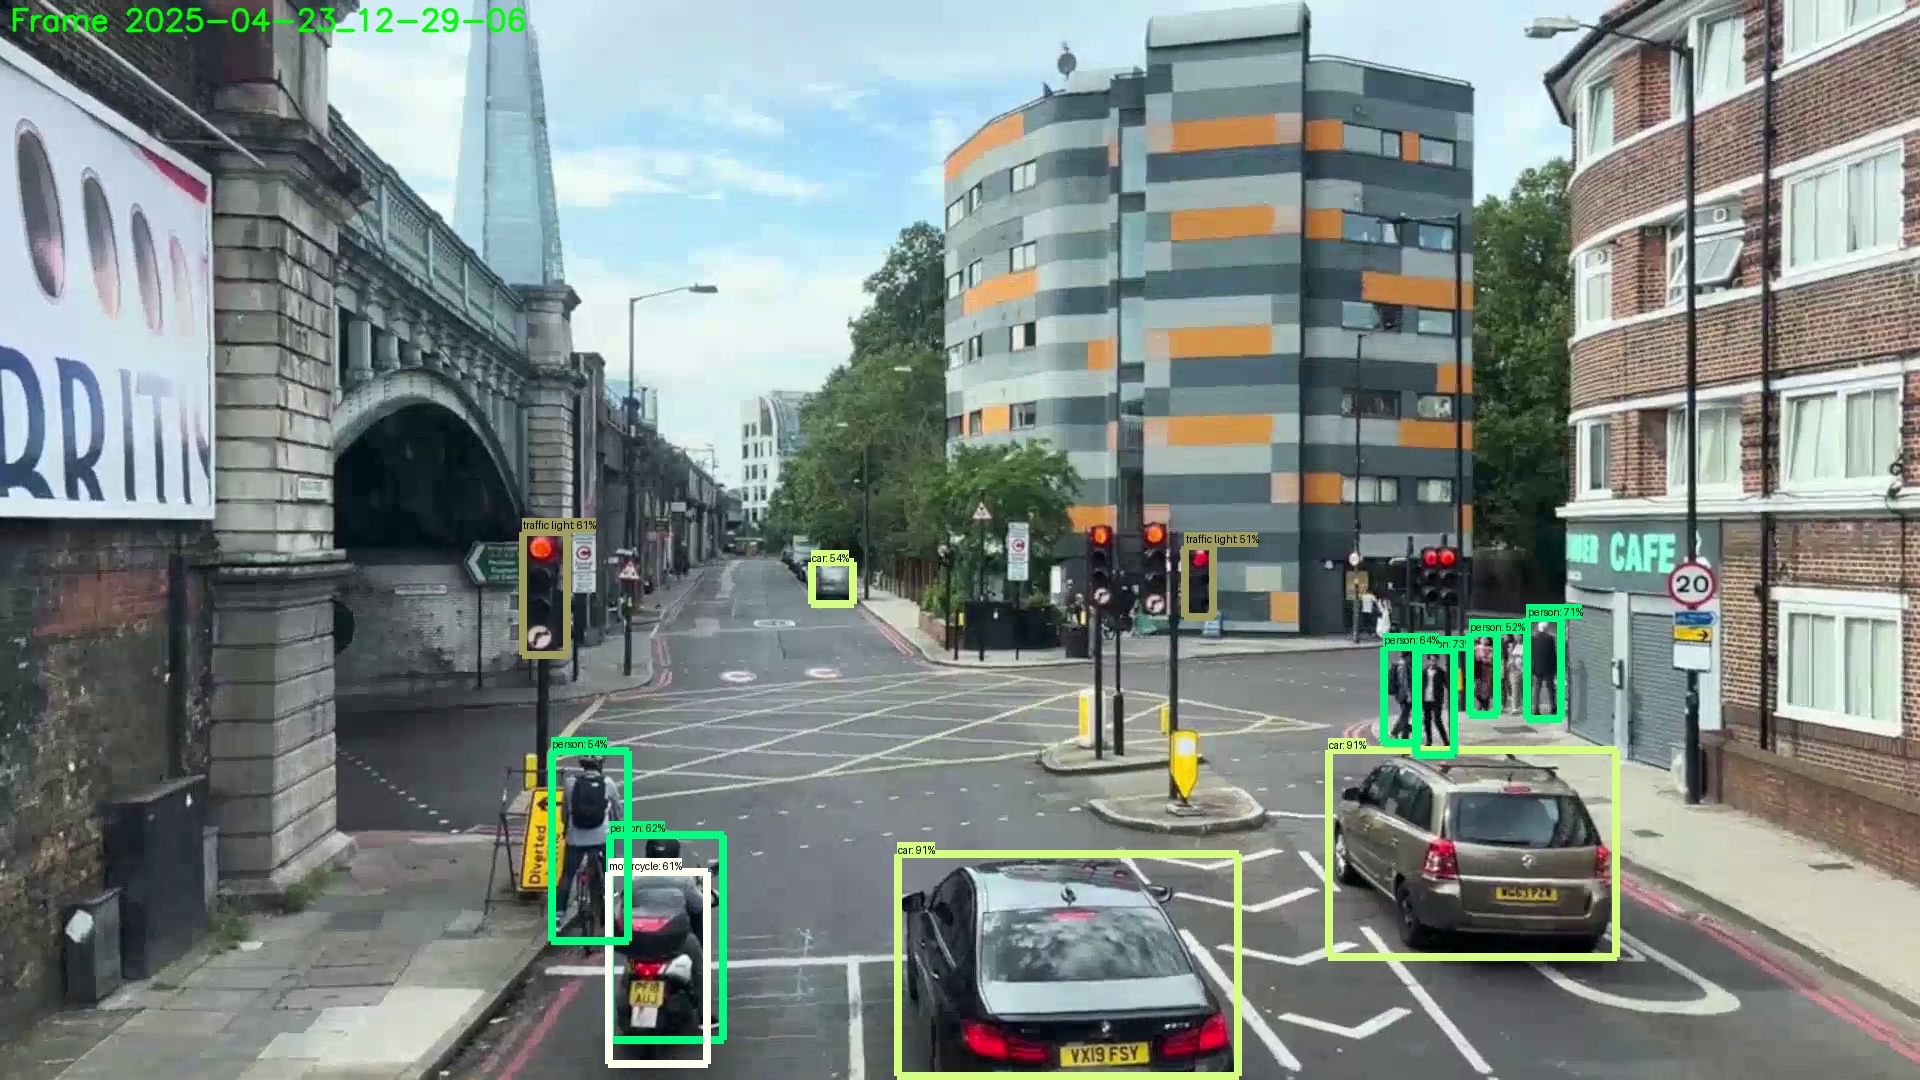 Frame 2025-04-23_12-29-06
BRITI
traffic light: 61%
traffic light: 51%
car: 54%
CAFE
20
person: 71%
person: 52%
person: 64%
person: 54%
person: 62%
motorcycle: 61%
car: 91%
car: 91%
Diverted
VX19 FSY